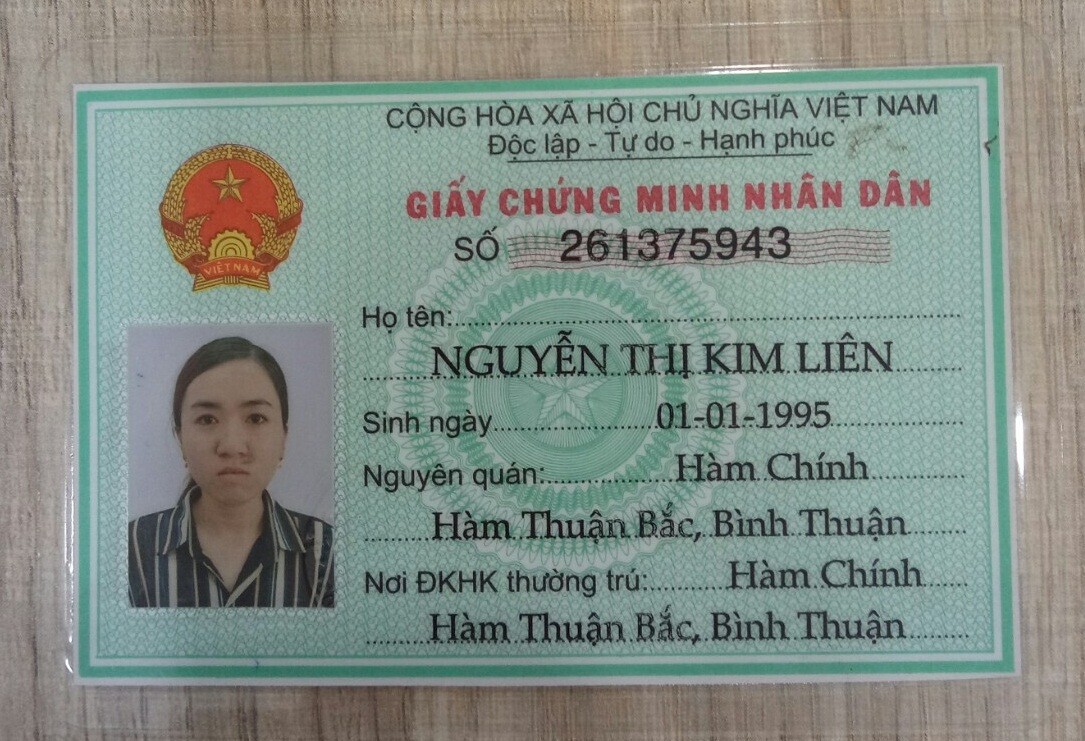 CỘNG HÒA XÃ HỘI CHỦ NGHĨA VIỆT NAM
Độc lập - Tự do - Hạnh phúc
GIẤY CHỨNG MINH NHÂN DÂN
SỐ 261375943
VIỆT NAM
Họ tên:
NGUYỄN THỊ KIM LIÊN
Sinh ngày 01-01-1995
Nguyên quán: Hàm Chính
Hàm Thuận Bắc, Bình Thuận
Nơi ĐKHK thường trú: Hàm Chính
Hàm Thuận Bắc, Bình Thuận